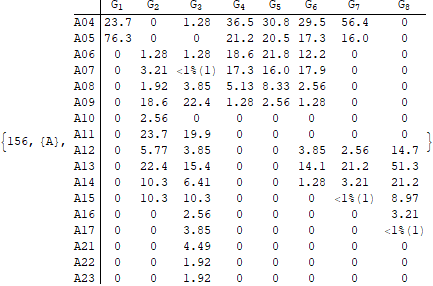 G1 G2 G3 G4 G5 G6 G7 G8
A04 23.7 0 1.28 36.5 30.8 29.5 56.4 0
A05 76.3 0 0 21.2 20.5 17.3 16.0 0
A06 0 1.28 1.28 18.6 21.8 12.2 0 0
A07 0 3.21 <1%(1) 17.3 16.0 17.9 0 0
A08 0 1.92 3.85 5.13 8.33 2.56 0 0
A09 0 18.6 22.4 1.28 2.56 1.28 0 0
A10 0 2.56 0 0 0 0 0 0
A11 0 23.7 19.9 0 0 0 0 0
{156, {A}, A12 0 5.77 3.85 0 0 3.85 2.56 14.7 }
A13 0 22.4 15.4 0 0 14.1 21.2 51.3
A14 0 10.3 6.41 0 0 1.28 3.21 21.2
A15 0 10.3 10.3 0 0 0 <1%(1) 8.97
A16 0 0 2.56 0 0 0 0 3.21
A17 0 0 3.85 0 0 0 0 <1%(1)
A21 0 0 4.49 0 0 0 0 0
A22 0 0 1.92 0 0 0 0 0
A23 0 0 1.92 0 0 0 0 0